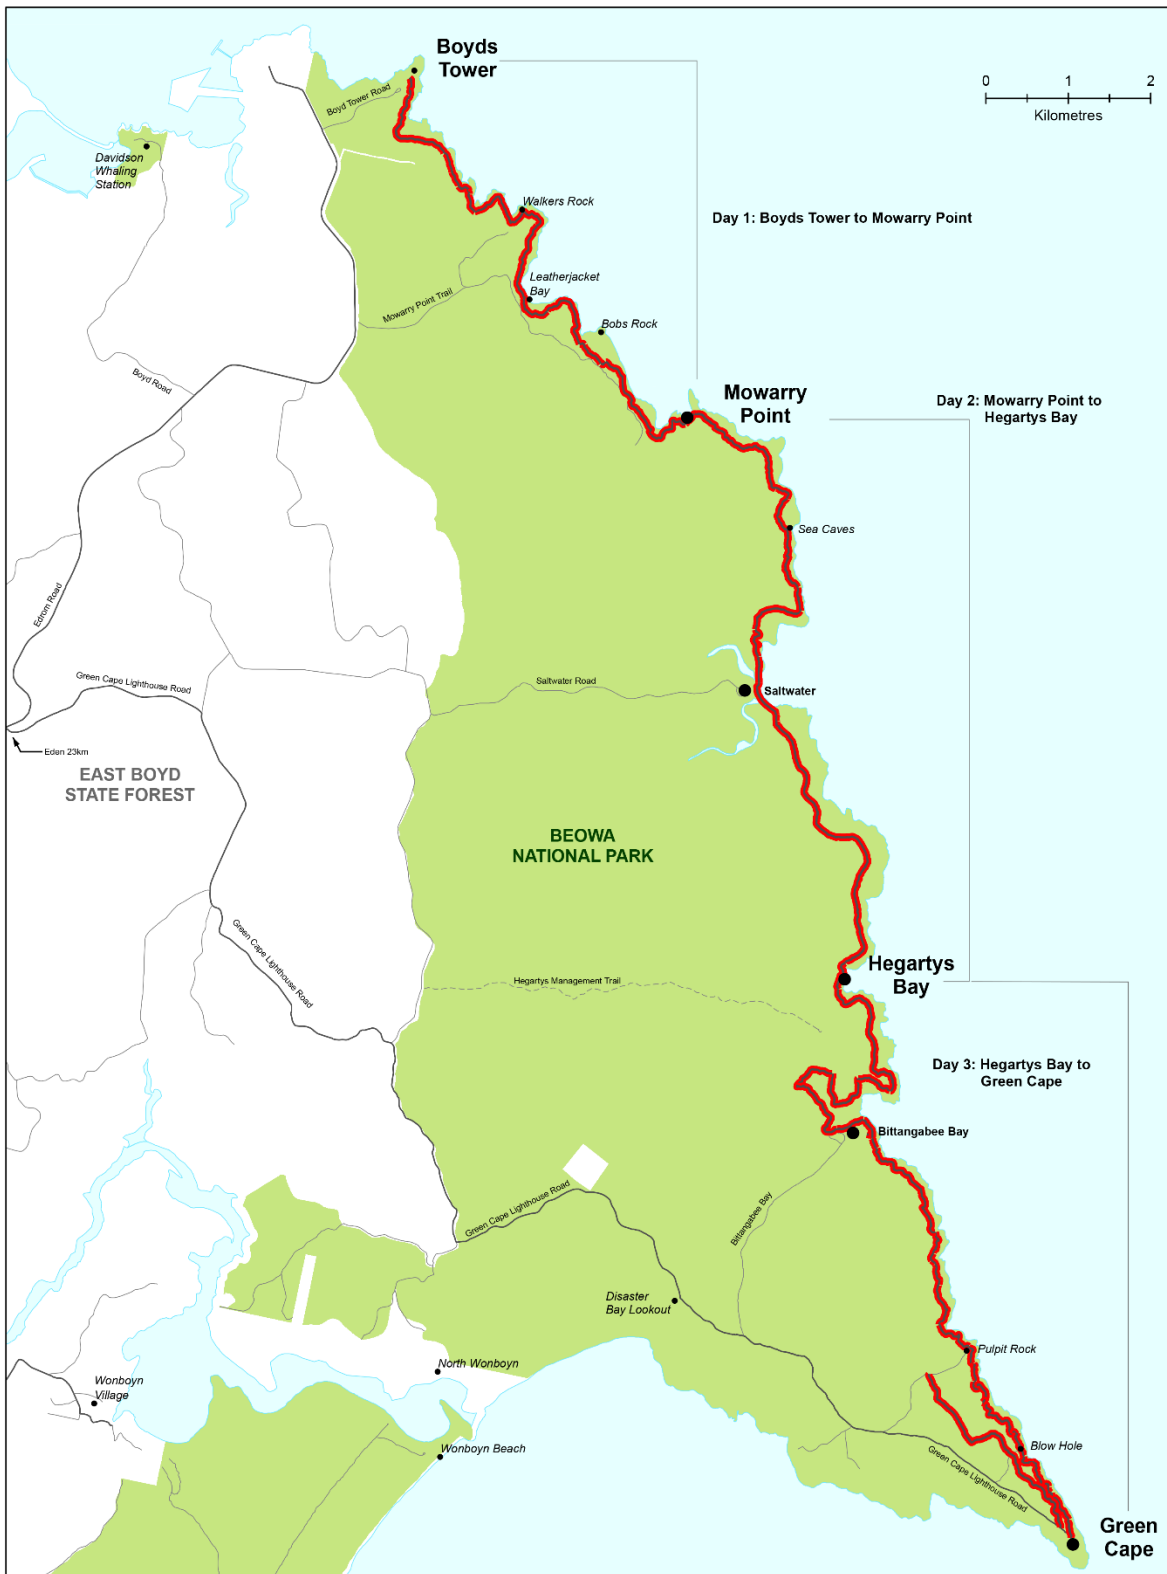 Boyds
Tower
0
1
2
Kilometres
Boyd Tower Road
Davidson
Whaling
Station
Walkers Rock
Day 1: Boyds Tower to Mowarry Point
Leatherjacket
Bay
Mowarry Point Trail
Bobs Rock
Boyd Road
Mowarry
Point
Day 2: Mowarry Point to
Hegartys Bay
Sea Caves
Edrom Road
Green Cape Lighthouse Road
Saltwater Road
Saltwater
Eden 23km
EAST BOYD
STATE FOREST
BEOWA
NATIONAL PARK
Green Cape Lighthouse Road
Hegartys
Bay
Hegartys Management Trail
Day 3: Hegartys Bay to
Green Cape
Bittangabee Bay
Bittangabee Bay
Green Cape Lighthouse Road
Disaster
Bay Lookout
Pulpit Rock
North Wonboyn
Wonboyn
Village
Wonboyn Beach
Blow Hole
Green Cape Lighthouse Road
Green
Cape